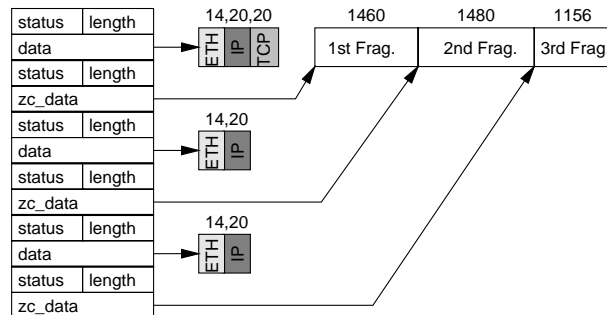 14,20,20 1460 1480 1156
status length
data ETH IP TCP 1st Frag. 2nd Frag. 3rd Frag
status length
zc_data
status length 14,20
data ETH IP
status length
zc_data
status length 14,20
data ETH IP
status length
zc_data